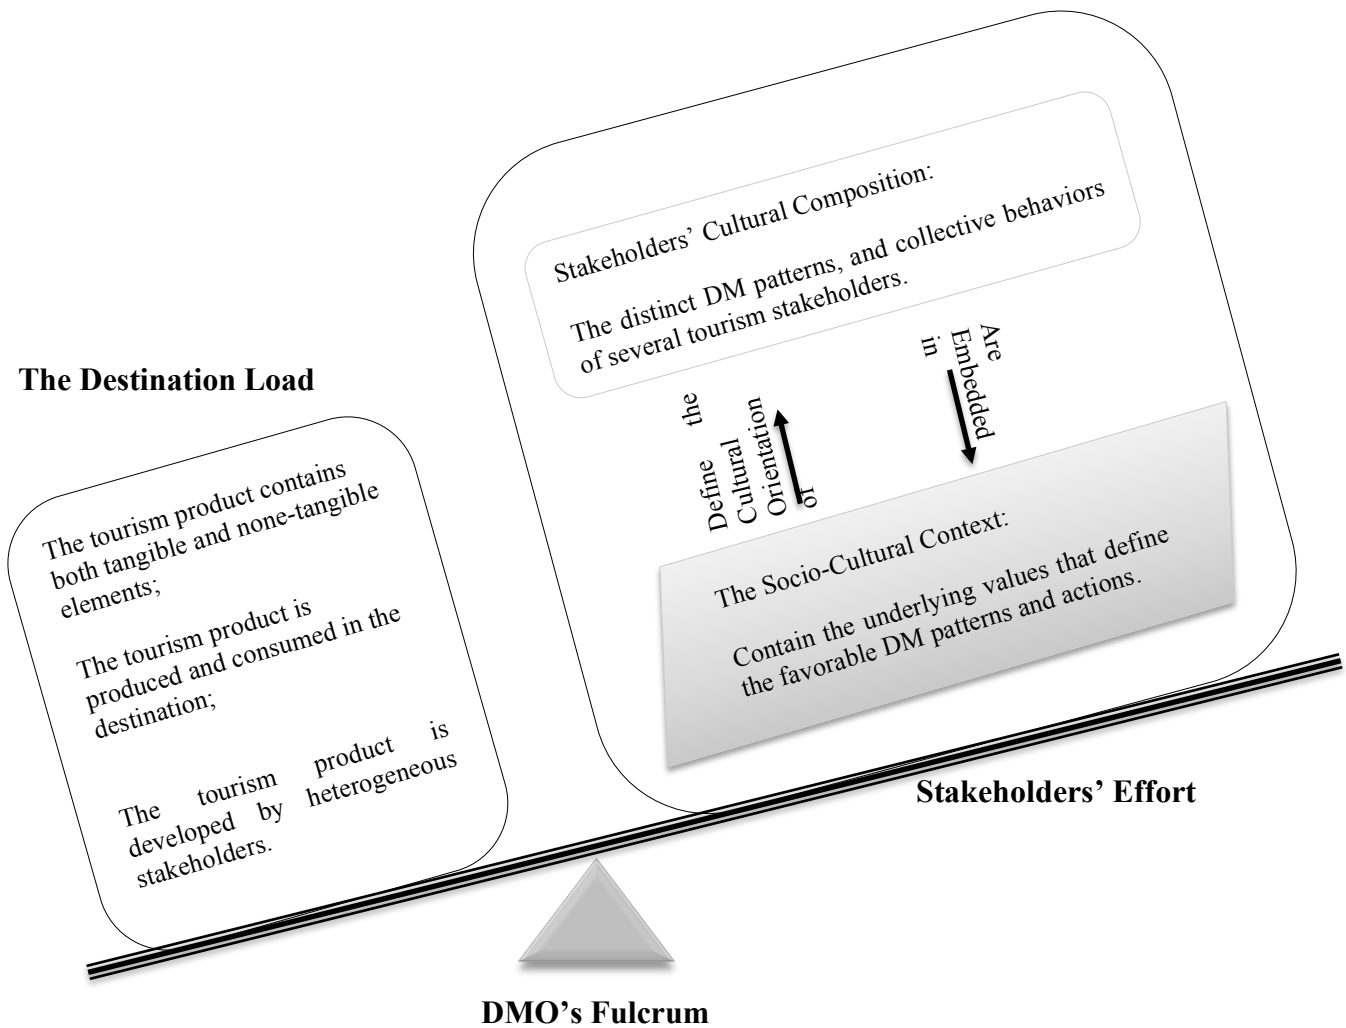 The Destination Load
The tourism product contains
both tangible and none-tangible
elements;
The tourism product is
produced and consumed in the
destination;
The tourism product is
developed by heterogeneous
stakeholders.
Stakeholders’ Cultural Composition:
The distinct DM patterns, and collective behaviors
of several tourism stakeholders.
Define the
Cultural
Orientation
of
Are
Embedded
in
The Socio-Cultural Context:
Contain the underlying values that define
the favorable DM patterns and actions.
Stakeholders’ Effort
DMO’s Fulcrum